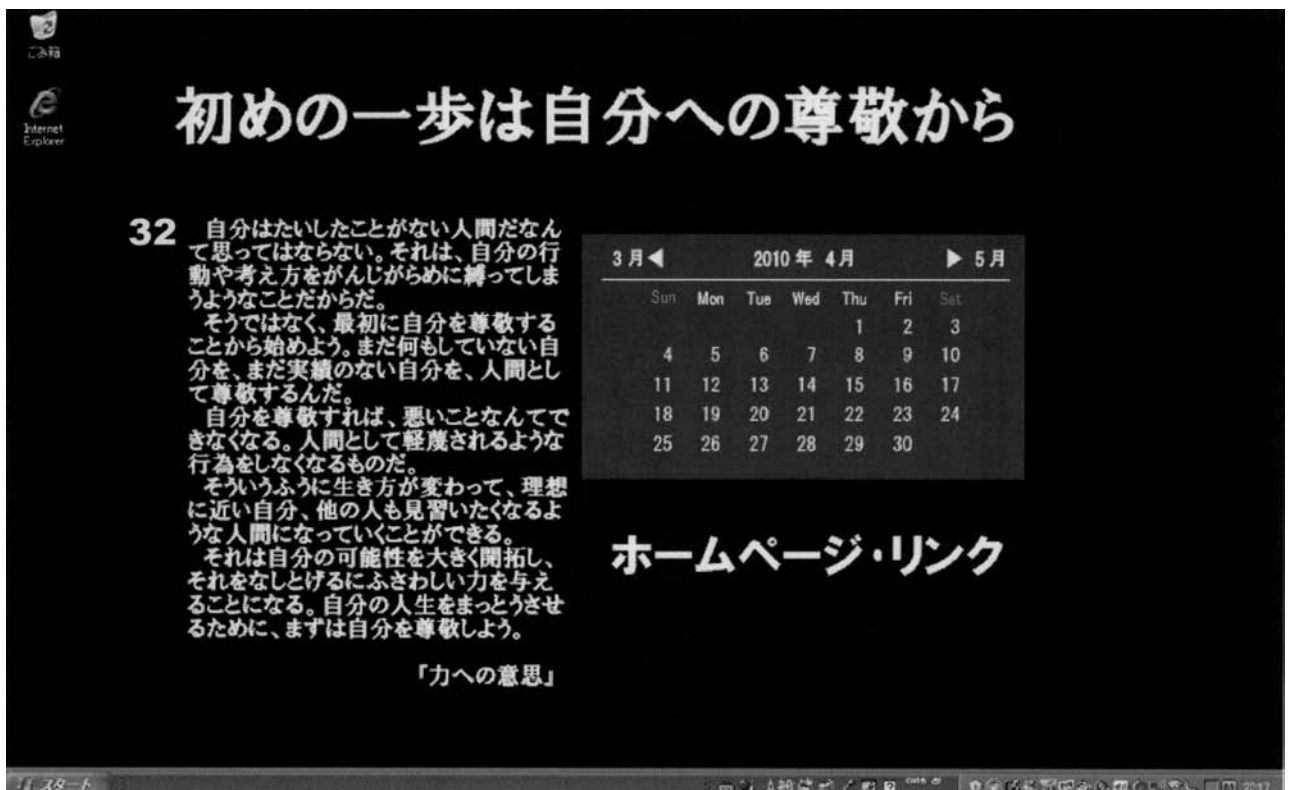 ごみ箱
Internet
Explorer
初めの一歩は自分への尊敬から
32
自分はたいしたことがない人間だなん
て思ってはならない。それは、自分の行
動や考え方をがんじがらめに縛ってしま
うようなことだからだ。
そうではなく、最初に自分を尊敬する
ことから始めよう。まだ何もしていない自
分を、まだ実績のない自分を、人間とし
て尊敬するんだ。
自分を尊敬すれば、悪いことなんてで
きなくなる。人間として軽蔑されるような
行為をしなくなるものだ。
そういうふうに生き方が変わって、理想
に近い自分、他の人も見習いたくなるよ
うな人間になっていくことができる。
それは自分の可能性を大きく開拓し、
それをなしとげるにふさわしい力を与え
ることになる。自分の人生をまっとうさせ
るために、まずは自分を尊敬しよう。
『力への意思』
3月◀ 2010年 4月 ▶ 5月
Sun Mon Tue Wed Thu Fri Sat
1 2 3
4 5 6 7 8 9 10
11 12 13 14 15 16 17
18 19 20 21 22 23 24
25 26 27 28 29 30
ホームページ・リンク
スタート